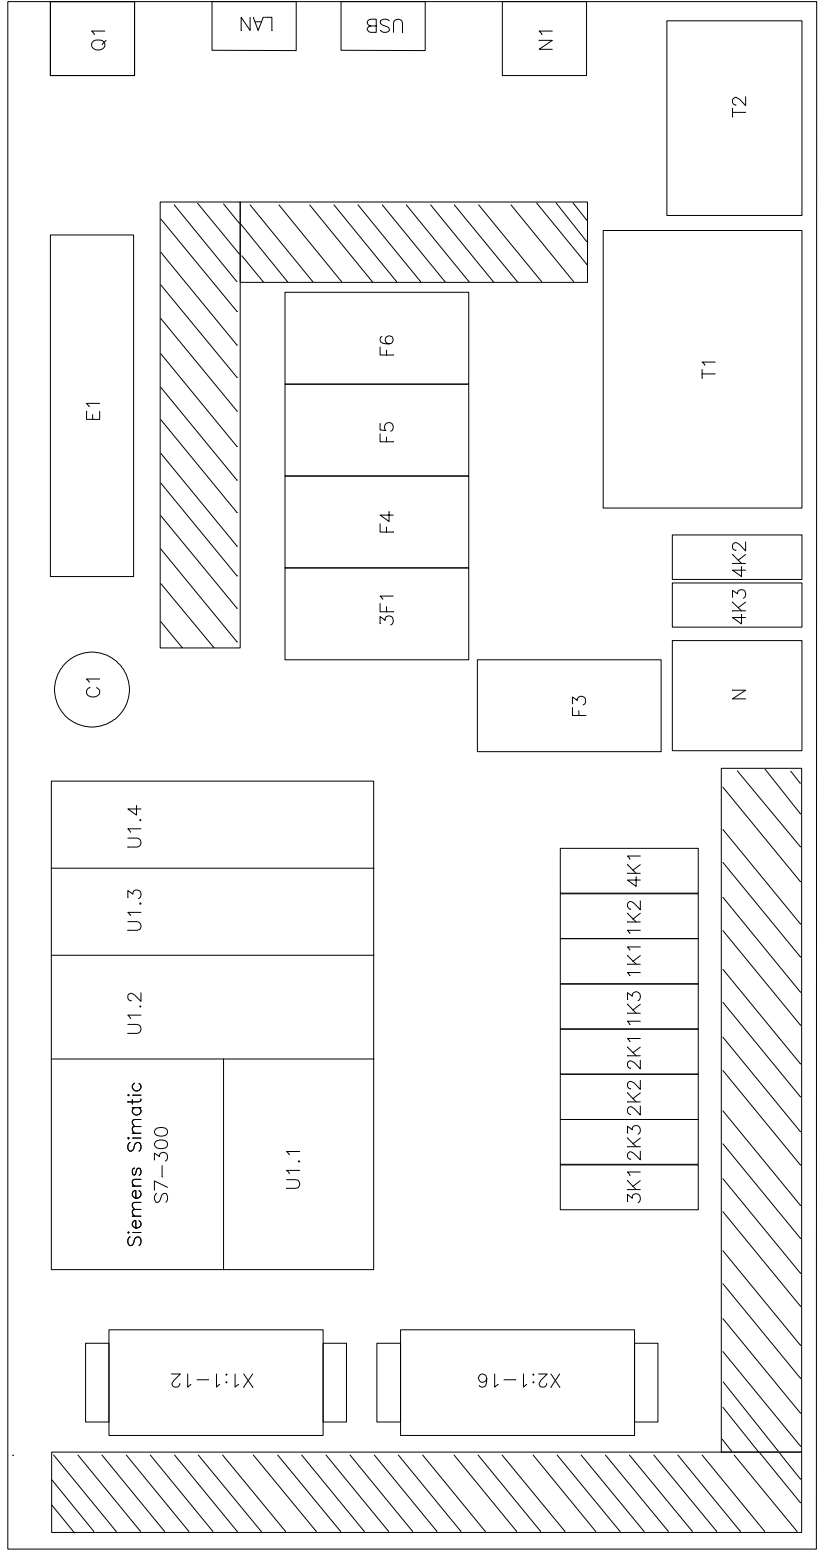 Q1
LAN
USB
N1
T2
E1
F6
F5
F4
3F1
T1
4K2
4K3
C1
F3
N
U1.4
U1.3
U1.2
Siemens Simatic
S7-300
U1.1
4K1
1K2
1K1
1K3
2K1
2K2
2K3
3K1
X1:1-12
X2:1-16